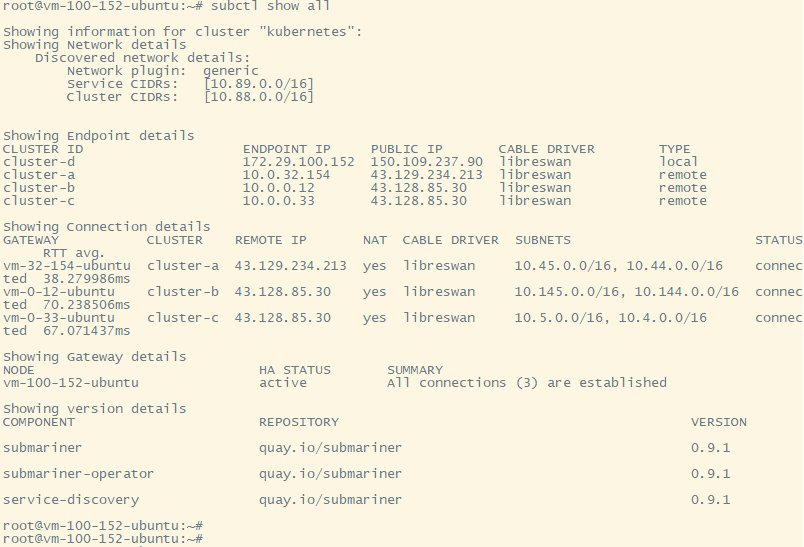 root@vm-100-152-ubuntu:~# subctl show all
Showing information for cluster "kubernetes":
Showing Network details
    Discovered network details:
        Network plugin:  generic
        Service CIDRs:   [10.89.0.0/16]
        Cluster CIDRs:   [10.88.0.0/16]
Showing Endpoint details
CLUSTER ID                    ENDPOINT IP     PUBLIC IP       CABLE DRIVER        TYPE
cluster-d                     172.29.100.152  150.109.237.90  libreswan           local
cluster-a                     10.0.32.154     43.129.234.213  libreswan           remote
cluster-b                     10.0.0.12       43.128.85.30    libreswan           remote
cluster-c                     10.0.0.33       43.128.85.30    libreswan           remote
Showing Connection details
GATEWAY           CLUSTER    REMOTE IP       NAT  CABLE DRIVER  SUBNETS                       STATUS
     RTT avg.
vm-32-154-ubuntu  cluster-a  43.129.234.213  yes  libreswan     10.45.0.0/16, 10.44.0.0/16    connec
ted  38.279986ms
vm-0-12-ubuntu    cluster-b  43.128.85.30    yes  libreswan     10.145.0.0/16, 10.144.0.0/16  connec
ted  70.238506ms
vm-0-33-ubuntu    cluster-c  43.128.85.30    yes  libreswan     10.5.0.0/16, 10.4.0.0/16      connec
ted  67.071437ms
Showing Gateway details
NODE                            HA STATUS       SUMMARY
vm-100-152-ubuntu               active          All connections (3) are established
Showing version details
COMPONENT                       REPOSITORY                                            VERSION
submariner                      quay.io/submariner                                    0.9.1
submariner-operator             quay.io/submariner                                    0.9.1
service-discovery               quay.io/submariner                                    0.9.1
root@vm-100-152-ubuntu:~#
root@vm-100-152-ubuntu:~#